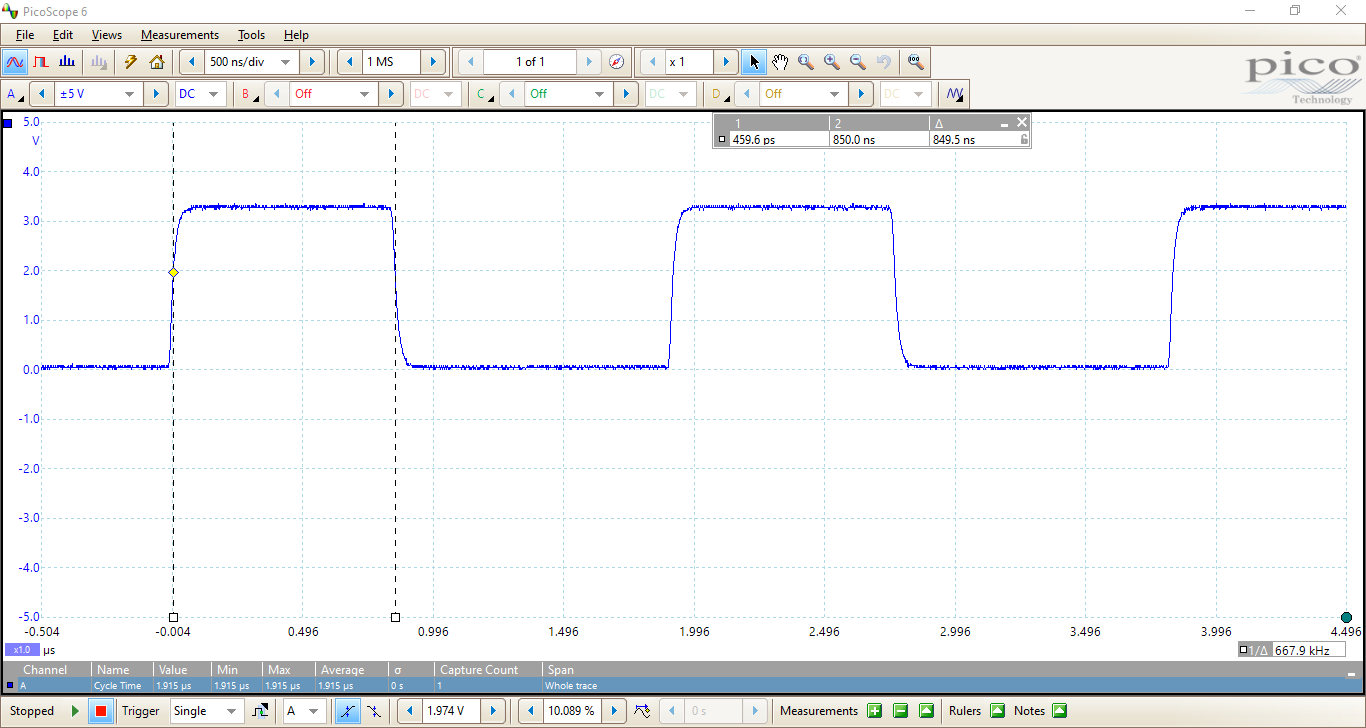 PicoScope 6
File Edit Views Measurements Tools Help
500 ns/div 1 MS 1 of 1 x 1
pico
Technology
A ±5 V DC B Off DC C Off DC D Off DC
1 2 Δ
459.6 ps 850.0 ns 849.5 ns
5.0
V
4.0
3.0
2.0
1.0
0.0
-1.0
-2.0
-3.0
-4.0
-5.0
-0.504 -0.004 0.496 0.996 1.496 1.996 2.496 2.996 3.496 3.996 4.496
x1.0 µs 1/Δ 667.9 kHz
Channel Name Value Min Max Average σ Capture Count Span
A Cycle Time 1.915 µs 1.915 µs 1.915 µs 1.915 µs 0 s 1 Whole trace
Stopped Trigger Single A 1.974 V 10.089 % 0 s Measurements Rulers Notes